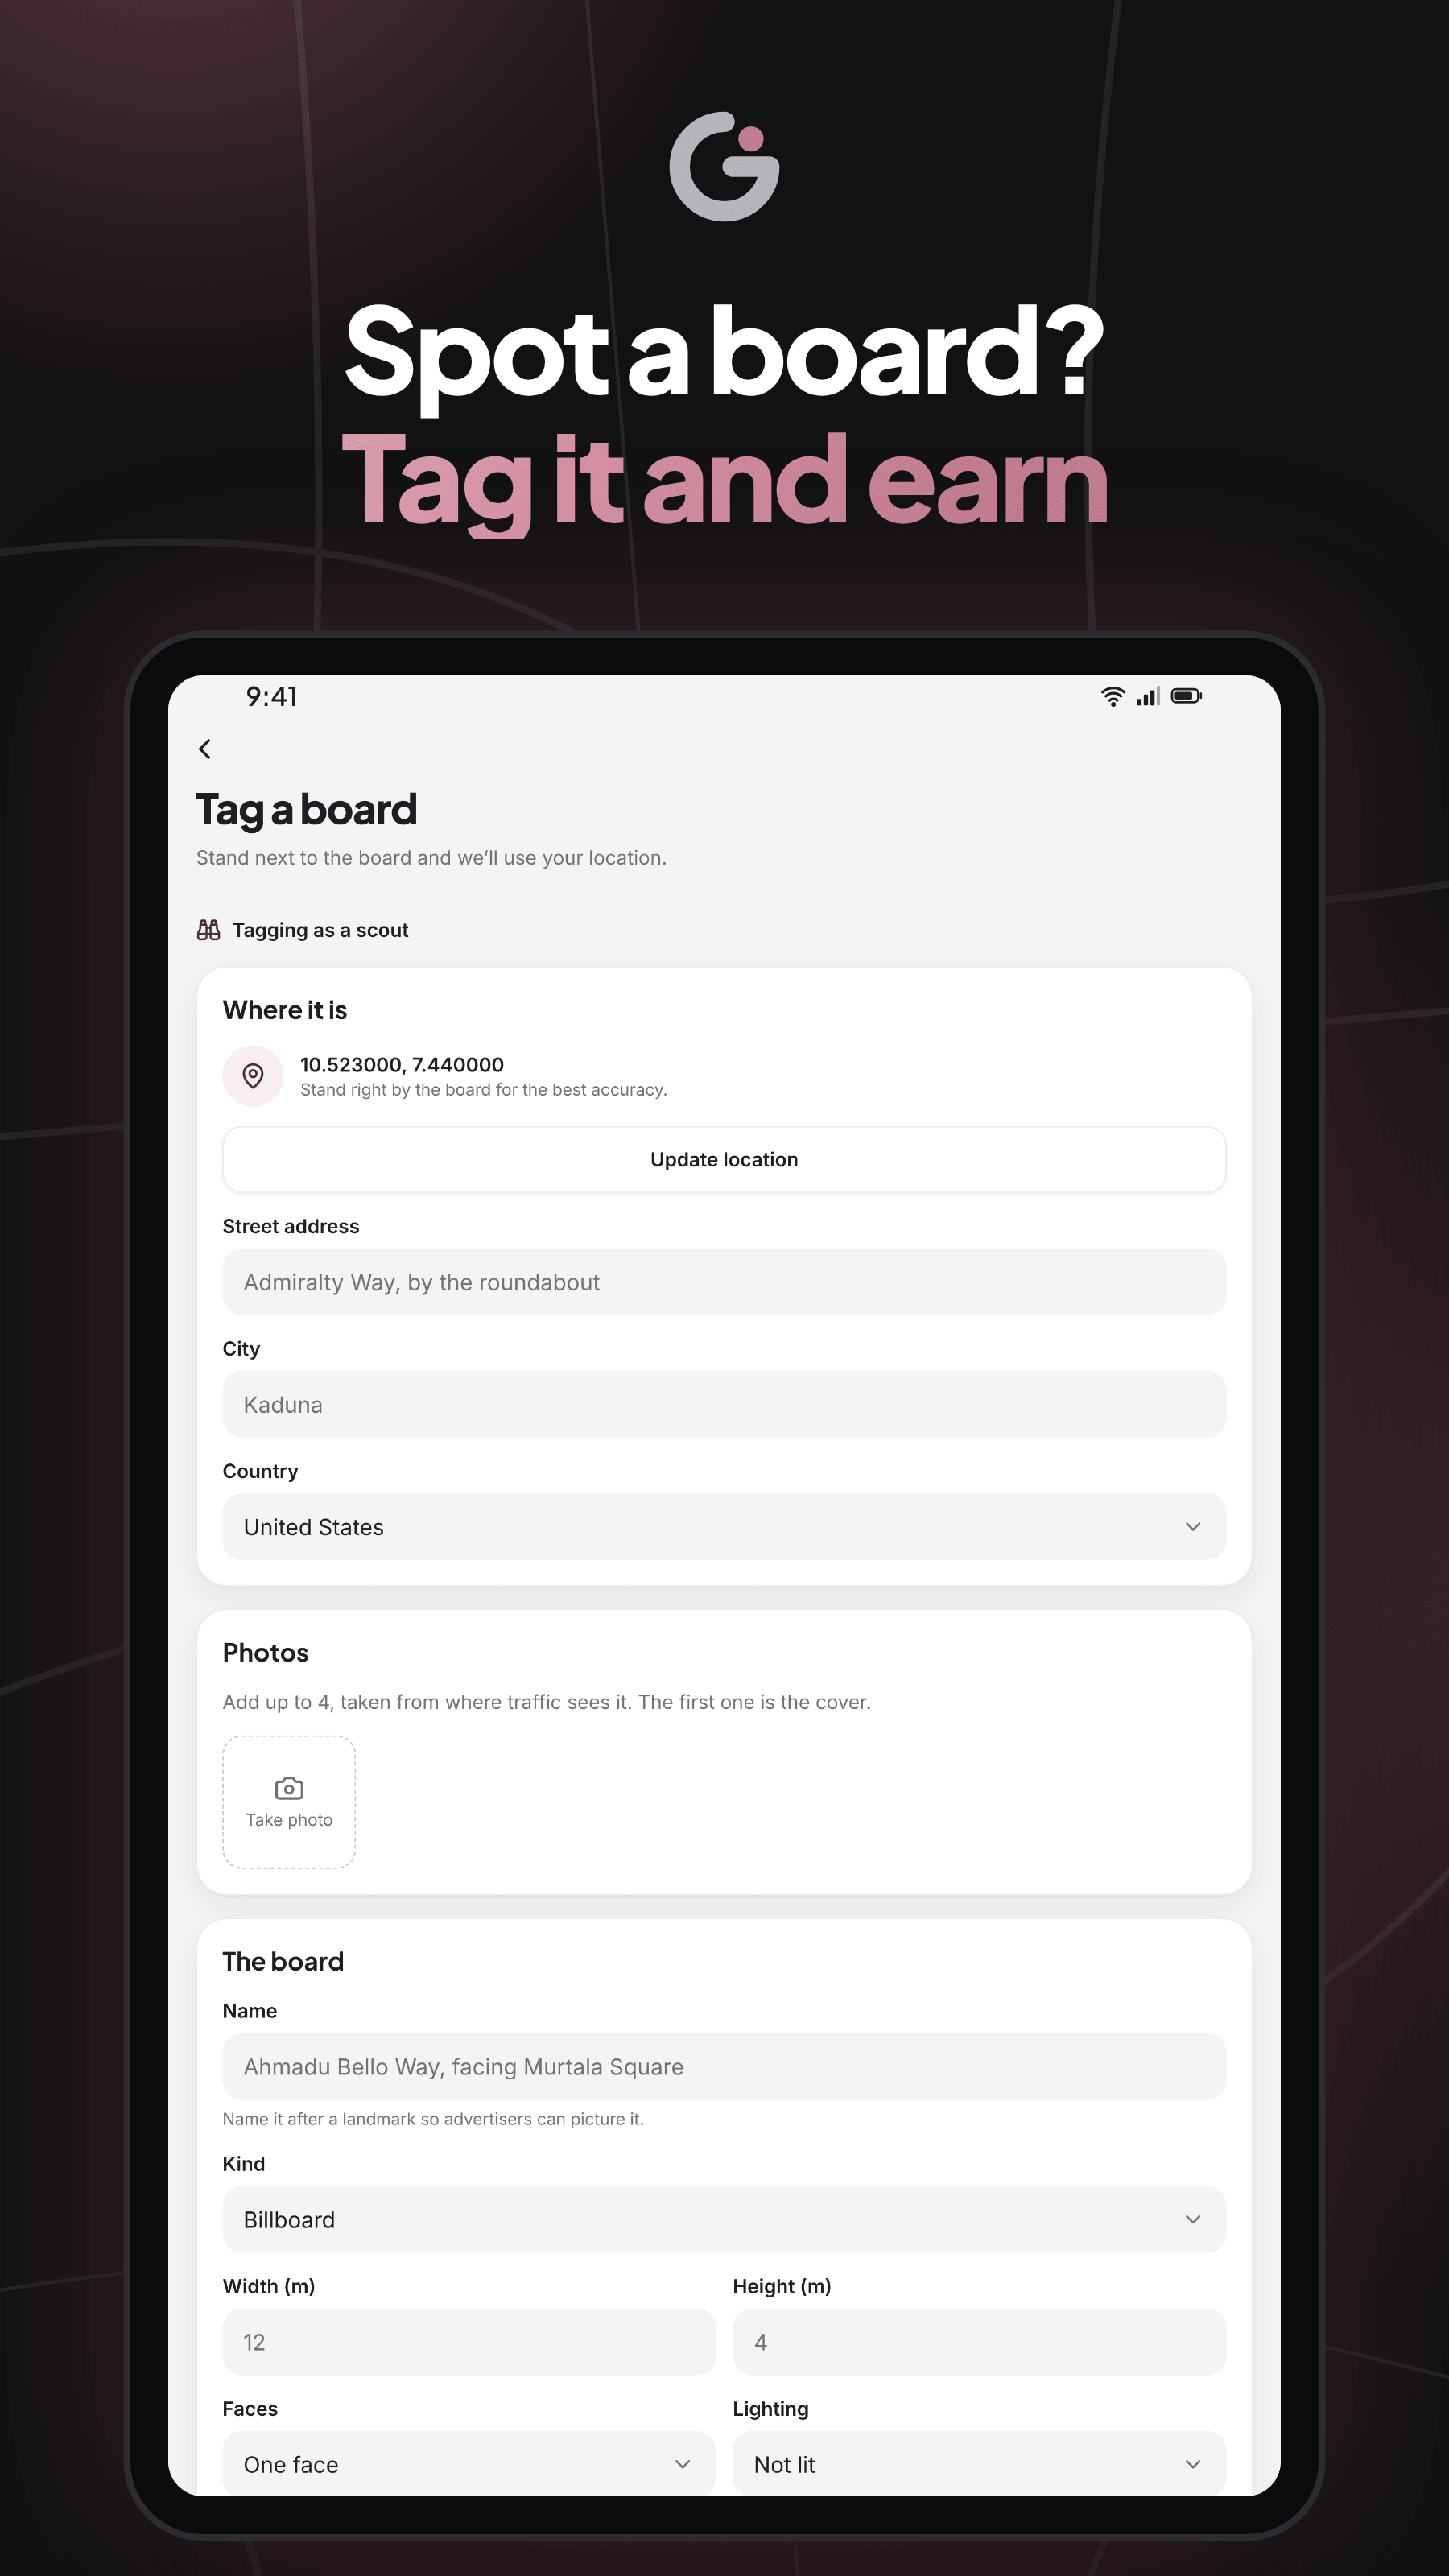 Spot a board?
Tag it and earn
9:41
Tag a board
Stand next to the board and we’ll use your location.
Tagging as a scout
Where it is
10.523000, 7.440000
Stand right by the board for the best accuracy.
Update location
Street address
Admiralty Way, by the roundabout
City
Kaduna
Country
United States
Photos
Add up to 4, taken from where traffic sees it. The first one is the cover.
Take photo
The board
Name
Ahmadu Bello Way, facing Murtala Square
Name it after a landmark so advertisers can picture it.
Kind
Billboard
Width (m) Height (m)
12 4
Faces Lighting
One face Not lit